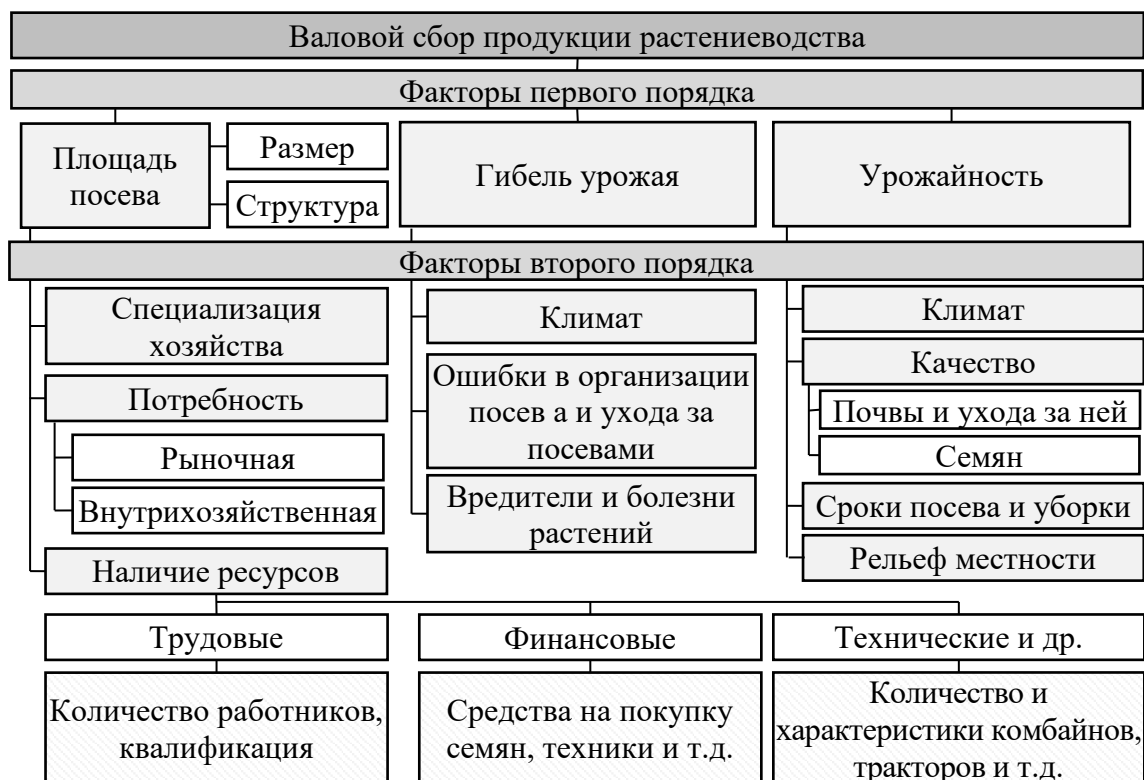 Валовой сбор продукции растениеводства
Факторы первого порядка
Площадь
посева
Размер
Структура
Гибель урожая
Урожайность
Факторы второго порядка
Специализация
хозяйства
Потребность
Рыночная
Внутрихозяйственная
Наличие ресурсов
Климат
Ошибки в организации
посев а и ухода за
посевами
Вредители и болезни
растений
Климат
Качество
Почвы и ухода за ней
Семян
Сроки посева и уборки
Рельеф местности
Трудовые
Финансовые
Технические и др.
Количество работников,
квалификация
Средства на покупку
семян, техники и т.д.
Количество и
характеристики комбайнов,
тракторов и т.д.